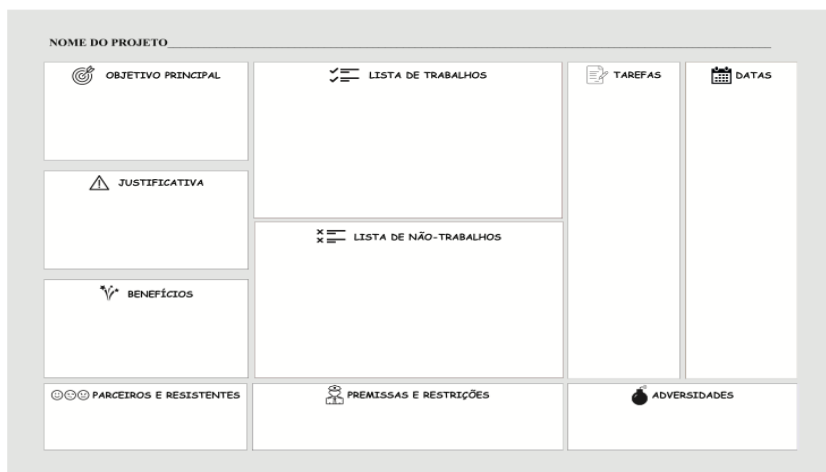 NOME DO PROJETO
OBJETIVO PRINCIPAL
LISTA DE TRABALHOS
TAREFAS
DATAS
JUSTIFICATIVA
LISTA DE NÃO-TRABALHOS
BENEFÍCIOS
PARCEIROS E RESISTENTES
PREMISSAS E RESTRIÇÕES
ADVERSIDADES